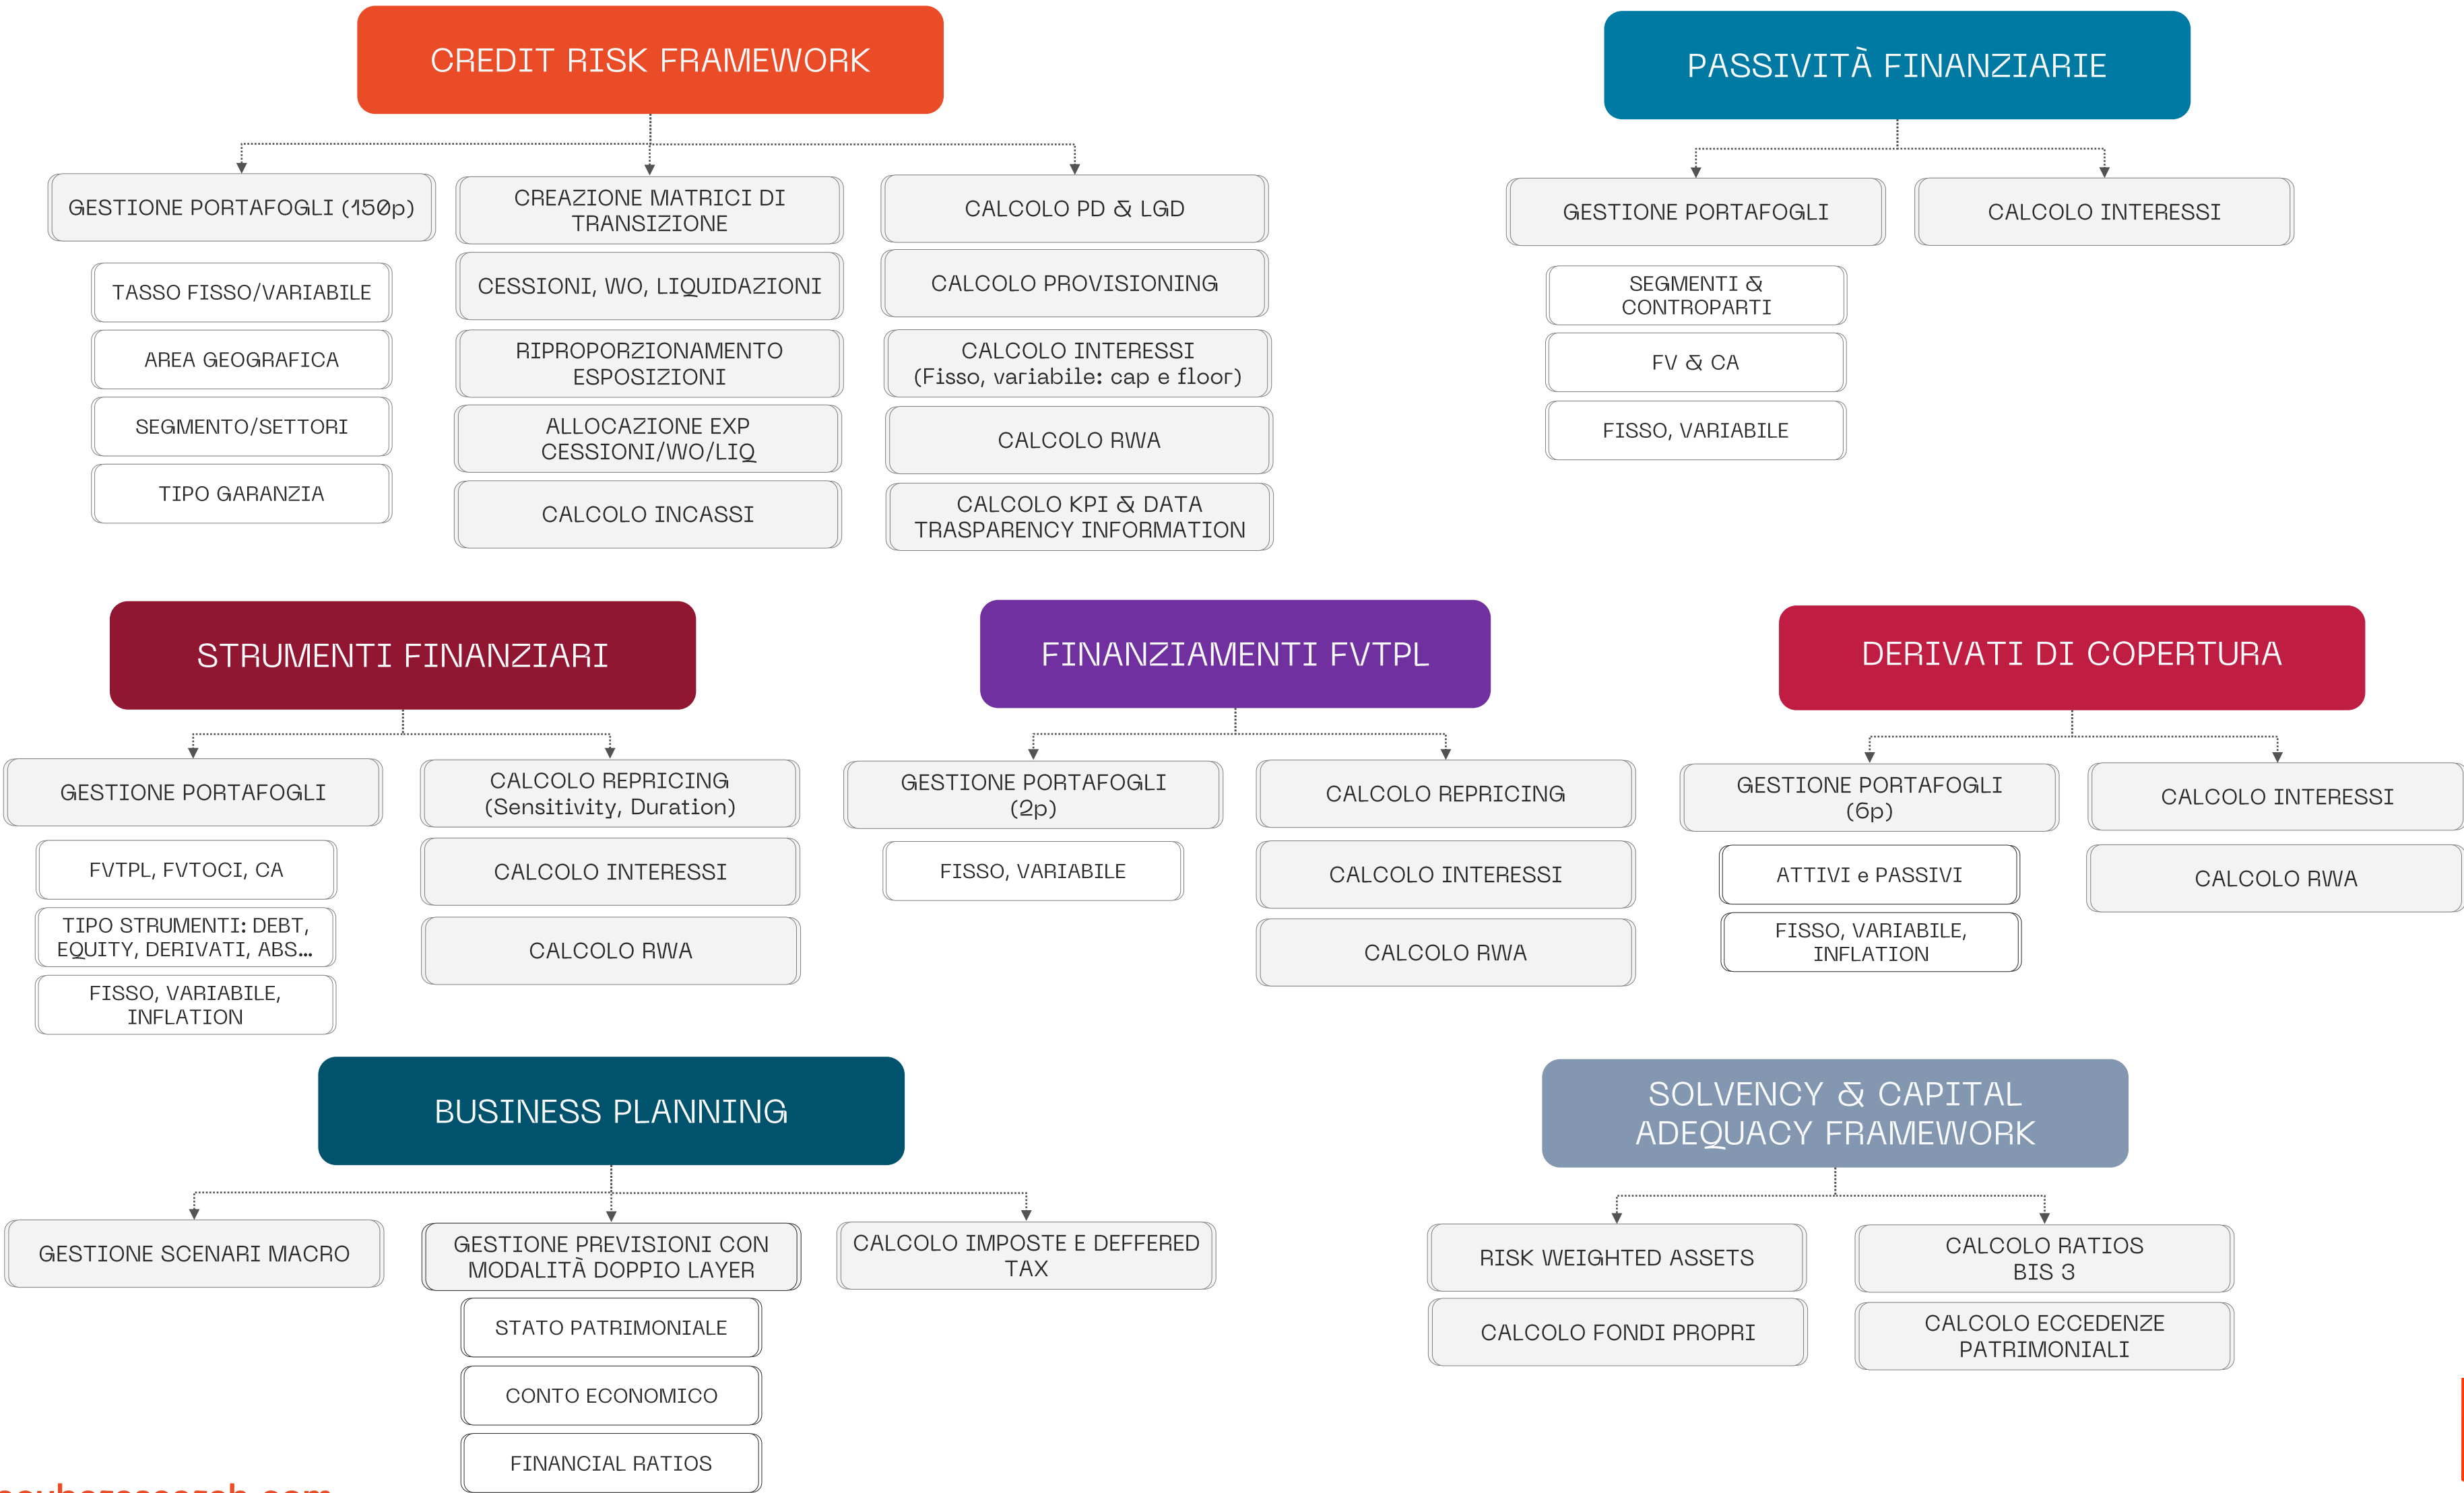 CREDIT RISK FRAMEWORK
GESTIONE PORTAFOGLI (150p)
TASSO FISSO/VARIABILE
AREA GEOGRAFICA
SEGMENTO/SETTORI
TIPO GARANZIA
CREAZIONE MATRICI DI
TRANSIZIONE
CESSIONI, WO, LIQUIDAZIONI
RIPROPORZIONAMENTO
ESPOSIZIONI
ALLOCAZIONE EXP
CESSIONI/WO/LIQ
CALCOLO INCASSI
CALCOLO PD & LGD
CALCOLO PROVISIONING
CALCOLO INTERESSI
(Fisso, variabile: cap e floor)
CALCOLO RWA
CALCOLO KPI & DATA
TRASPARENCY INFORMATION
PASSIVITÀ FINANZIARIE
GESTIONE PORTAFOGLI
SEGMENTI &
CONTROPARTI
FV & CA
FISSO, VARIABILE
CALCOLO INTERESSI
STRUMENTI FINANZIARI
GESTIONE PORTAFOGLI
FVTPL, FVTOCI, CA
TIPO STRUMENTI: DEBT,
EQUITY, DERIVATI, ABS...
FISSO, VARIABILE,
INFLATION
CALCOLO REPRICING
(Sensitivity, Duration)
CALCOLO INTERESSI
CALCOLO RWA
FINANZIAMENTI FVTPL
GESTIONE PORTAFOGLI
(2p)
FISSO, VARIABILE
CALCOLO REPRICING
CALCOLO INTERESSI
CALCOLO RWA
DERIVATI DI COPERTURA
GESTIONE PORTAFOGLI
(6p)
ATTIVI e PASSIVI
FISSO, VARIABILE,
INFLATION
CALCOLO INTERESSI
CALCOLO RWA
BUSINESS PLANNING
GESTIONE SCENARI MACRO
GESTIONE PREVISIONI CON
MODALITÀ DOPPIO LAYER
STATO PATRIMONIALE
CONTO ECONOMICO
FINANCIAL RATIOS
CALCOLO IMPOSTE E DEFFERED
TAX
SOLVENCY & CAPITAL
ADEQUACY FRAMEWORK
RISK WEIGHTED ASSETS
CALCOLO FONDI PROPRI
CALCOLO RATIOS
BIS 3
CALCOLO ECCEDENZE
PATRIMONIALI